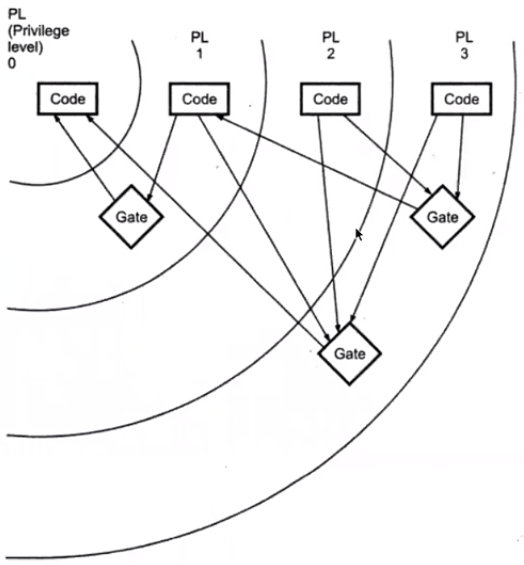 PL
(Privilege
level)
0
PL
1
PL
2
PL
3
Code
Code
Code
Code
Gate
Gate
Gate